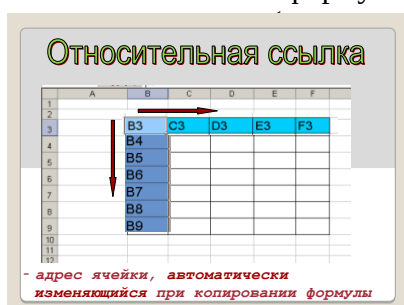 Относительная ссылка
A B C D E F
1
2
3 B3 C3 D3 E3 F3
4 B4
5 B5
6 B6
7 B7
8 B8
9 B9
10
11
12
- адрес ячейки, автоматически
изменяющийся при копировании формулы